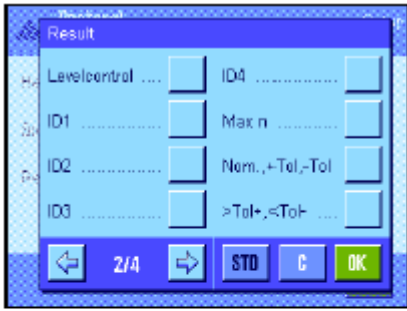 Result
Levelcontrol ....
ID1 ................
ID2 ................
ID3 ................
ID4 ................
Max n ...........
Nom.,+Tol,-Tol
>Tol+,<Tol- ....
2/4
STD
C
OK